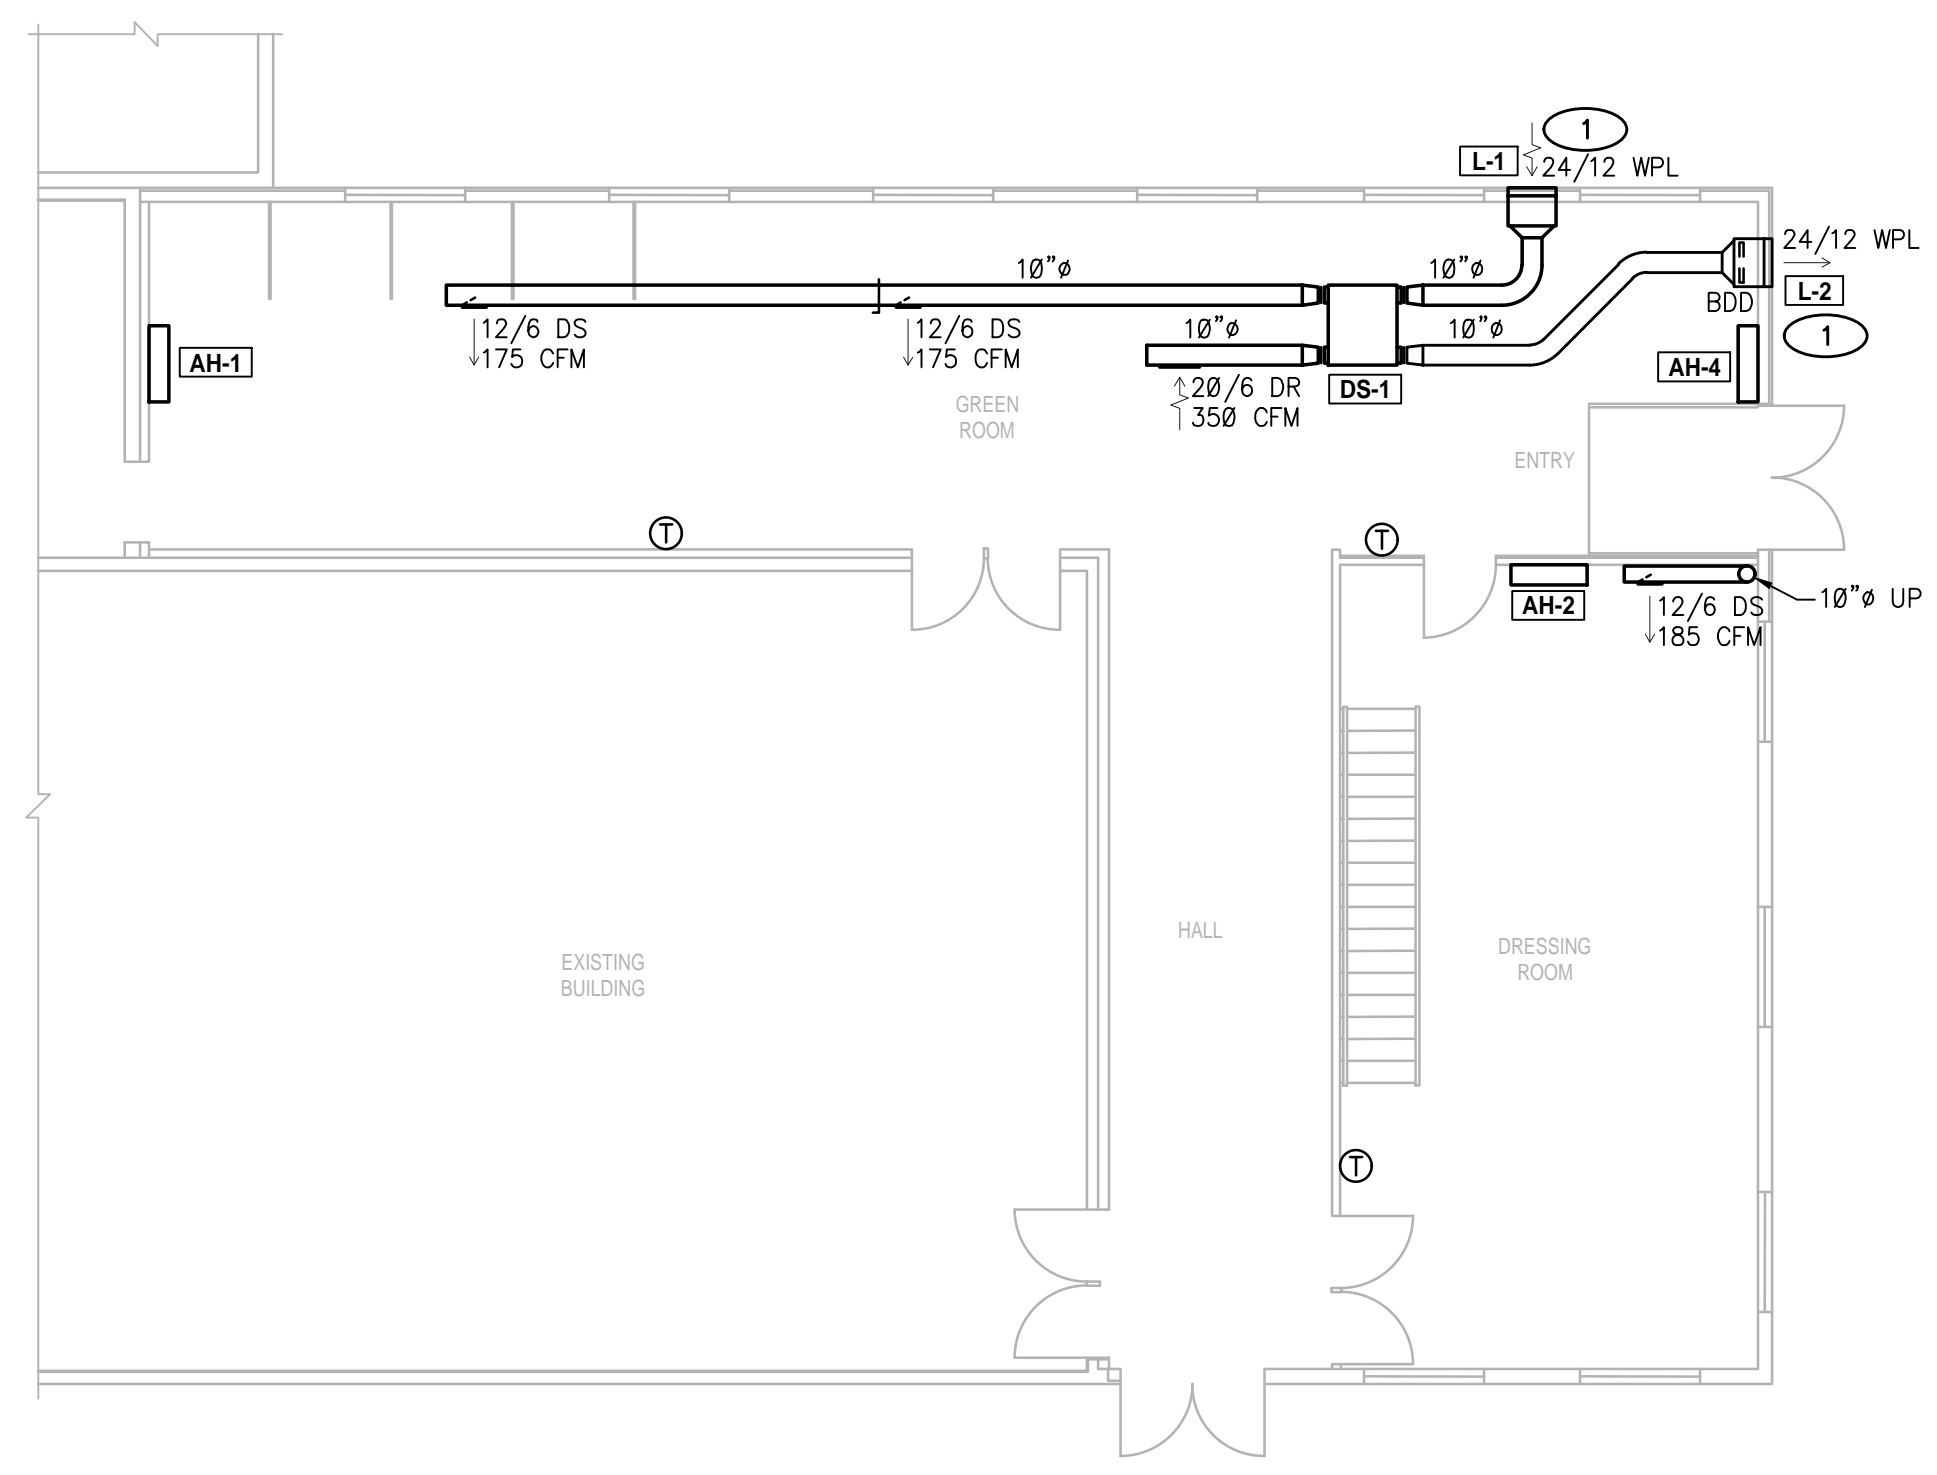 1
L-1
24/12 WPL
24/12 WPL
L-2
BDD
1
10"ø
10"ø
10"ø
10"ø
12/6 DS
175 CFM
12/6 DS
175 CFM
AH-1
AH-4
DS-1
20/6 DR
350 CFM
GREEN
ROOM
ENTRY
T
T
AH-2
10"ø UP
12/6 DS
185 CFM
HALL
DRESSING
ROOM
EXISTING
BUILDING
T